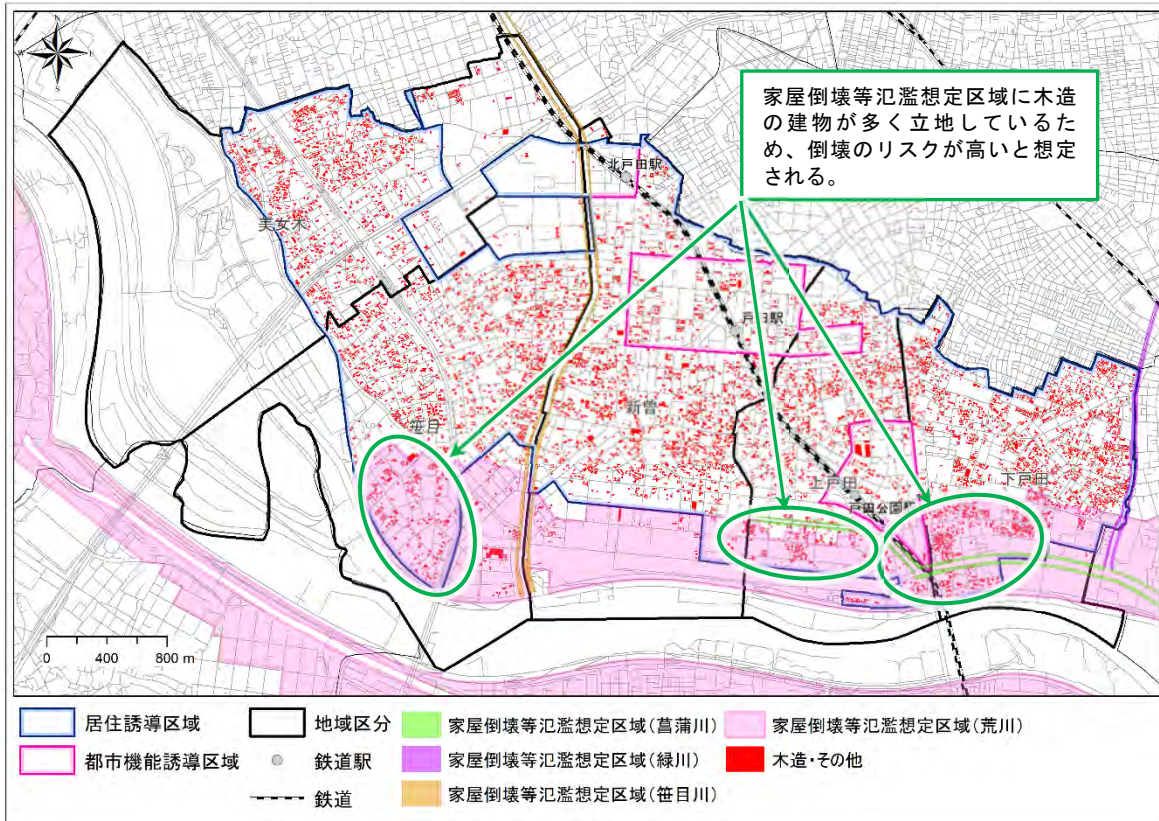 家屋倒壊等氾濫想定区域に木造
の建物が多く立地しているた
め、倒壊のリスクが高いと想定
される。
N
W
E
S
北戸田駅
美女木
戸田駅
新曽
笹目
上戸田
下戸田
戸田公園駅
0 400 800 m
居住誘導区域
都市機能誘導区域
地域区分
鉄道駅
鉄道
家屋倒壊等氾濫想定区域(菖蒲川)
家屋倒壊等氾濫想定区域(緑川)
家屋倒壊等氾濫想定区域(笹目川)
家屋倒壊等氾濫想定区域(荒川)
木造・その他